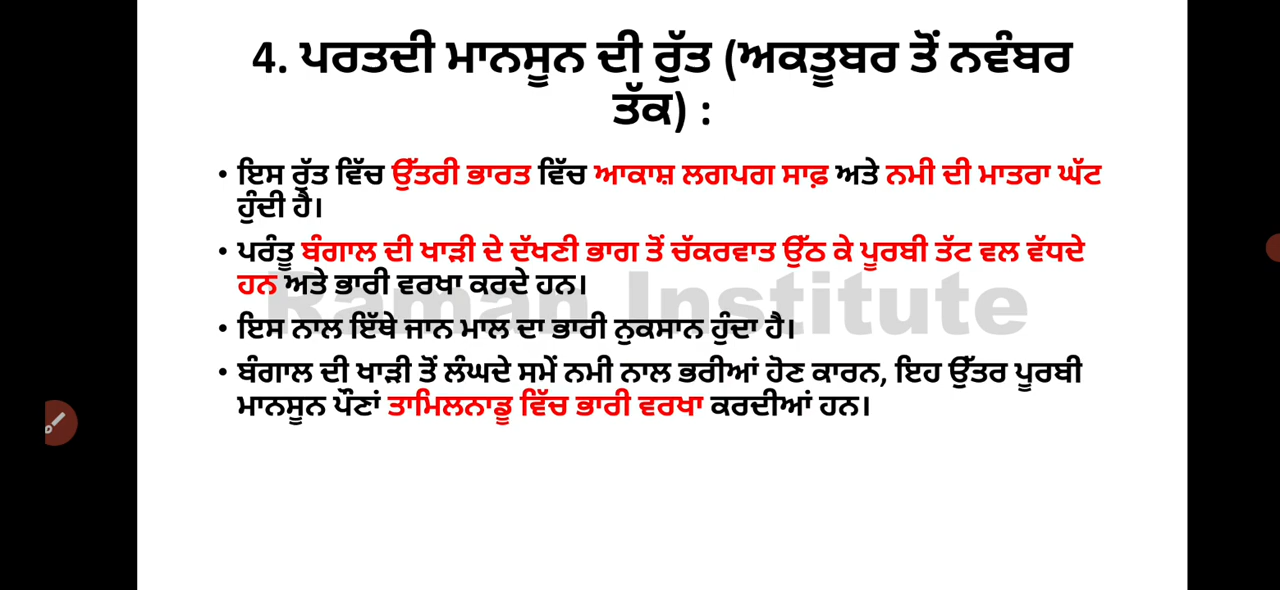 4. ਪਰਤਦੀ ਮਾਨਸੂਨ ਦੀ ਰੁੱਤ (ਅਕਤੂਬਰ ਤੋਂ ਨਵੰਬਰ
ਤੱਕ) :
• ਇਸ ਰੁੱਤ ਵਿੱਚ ਉੱਤਰੀ ਭਾਰਤ ਵਿੱਚ ਆਕਾਸ਼ ਲਗਪਗ ਸਾਫ਼ ਅਤੇ ਨਮੀ ਦੀ ਮਾਤਰਾ ਘੱਟ
ਹੁੰਦੀ ਹੈ।
• ਪਰੰਤੂ ਬੰਗਾਲ ਦੀ ਖਾੜੀ ਦੇ ਦੱਖਣੀ ਭਾਗ ਤੋਂ ਚੱਕਰਵਾਤ ਉੱਠ ਕੇ ਪੂਰਬੀ ਤੱਟ ਵਲ ਵੱਧਦੇ
ਹਨ ਅਤੇ ਭਾਰੀ ਵਰਖਾ ਕਰਦੇ ਹਨ।
Raman Institute
• ਇਸ ਨਾਲ ਇੱਥੇ ਜਾਨ ਮਾਲ ਦਾ ਭਾਰੀ ਨੁਕਸਾਨ ਹੁੰਦਾ ਹੈ।
• ਬੰਗਾਲ ਦੀ ਖਾੜੀ ਤੋਂ ਲੰਘਦੇ ਸਮੇਂ ਨਮੀ ਨਾਲ ਭਰੀਆਂ ਹੋਣ ਕਾਰਨ, ਇਹ ਉੱਤਰ ਪੂਰਬੀ
ਮਾਨਸੂਨ ਪੌਣਾਂ ਤਾਮਿਲਨਾਡੂ ਵਿੱਚ ਭਾਰੀ ਵਰਖਾ ਕਰਦੀਆਂ ਹਨ।